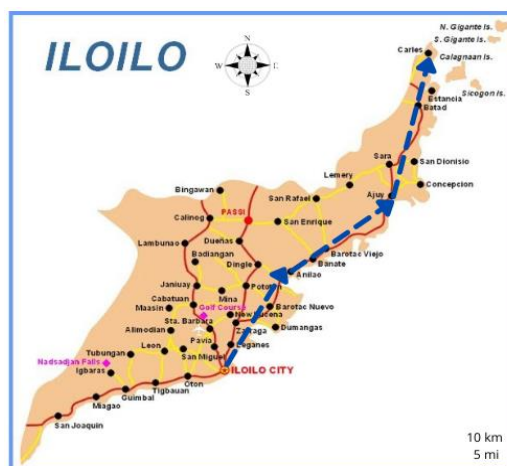 ILOILO
N
W
E
S
N. Gigante Is.
S. Gigante Is.
Carles
Calagnaan Is.
Sicogon Is.
Estancia
Batad
Sara
San Dionisio
Lemery
Concepcion
Ajuy
Bingawan
San Rafael
Calinog
PASSI
San Enrique
Dueñas
Barotac Viejo
Lambunao
Badiangan
Banate
Dingle
Anilao
Janiuay
Pototan
Mina
Cabatuan
Maasin
Golf Course
Barotac Nuevo
New Lucena
Sta. Barbara
Zarraga
Dumangas
Alimodian
Pavia
Leganes
Leon
San Miguel
Tubungan
Nadsadjan Falls
ILOILO CITY
Igbaras
Oton
Tigbauan
Guimbal
Miagao
San Joaquin
10 km
5 mi